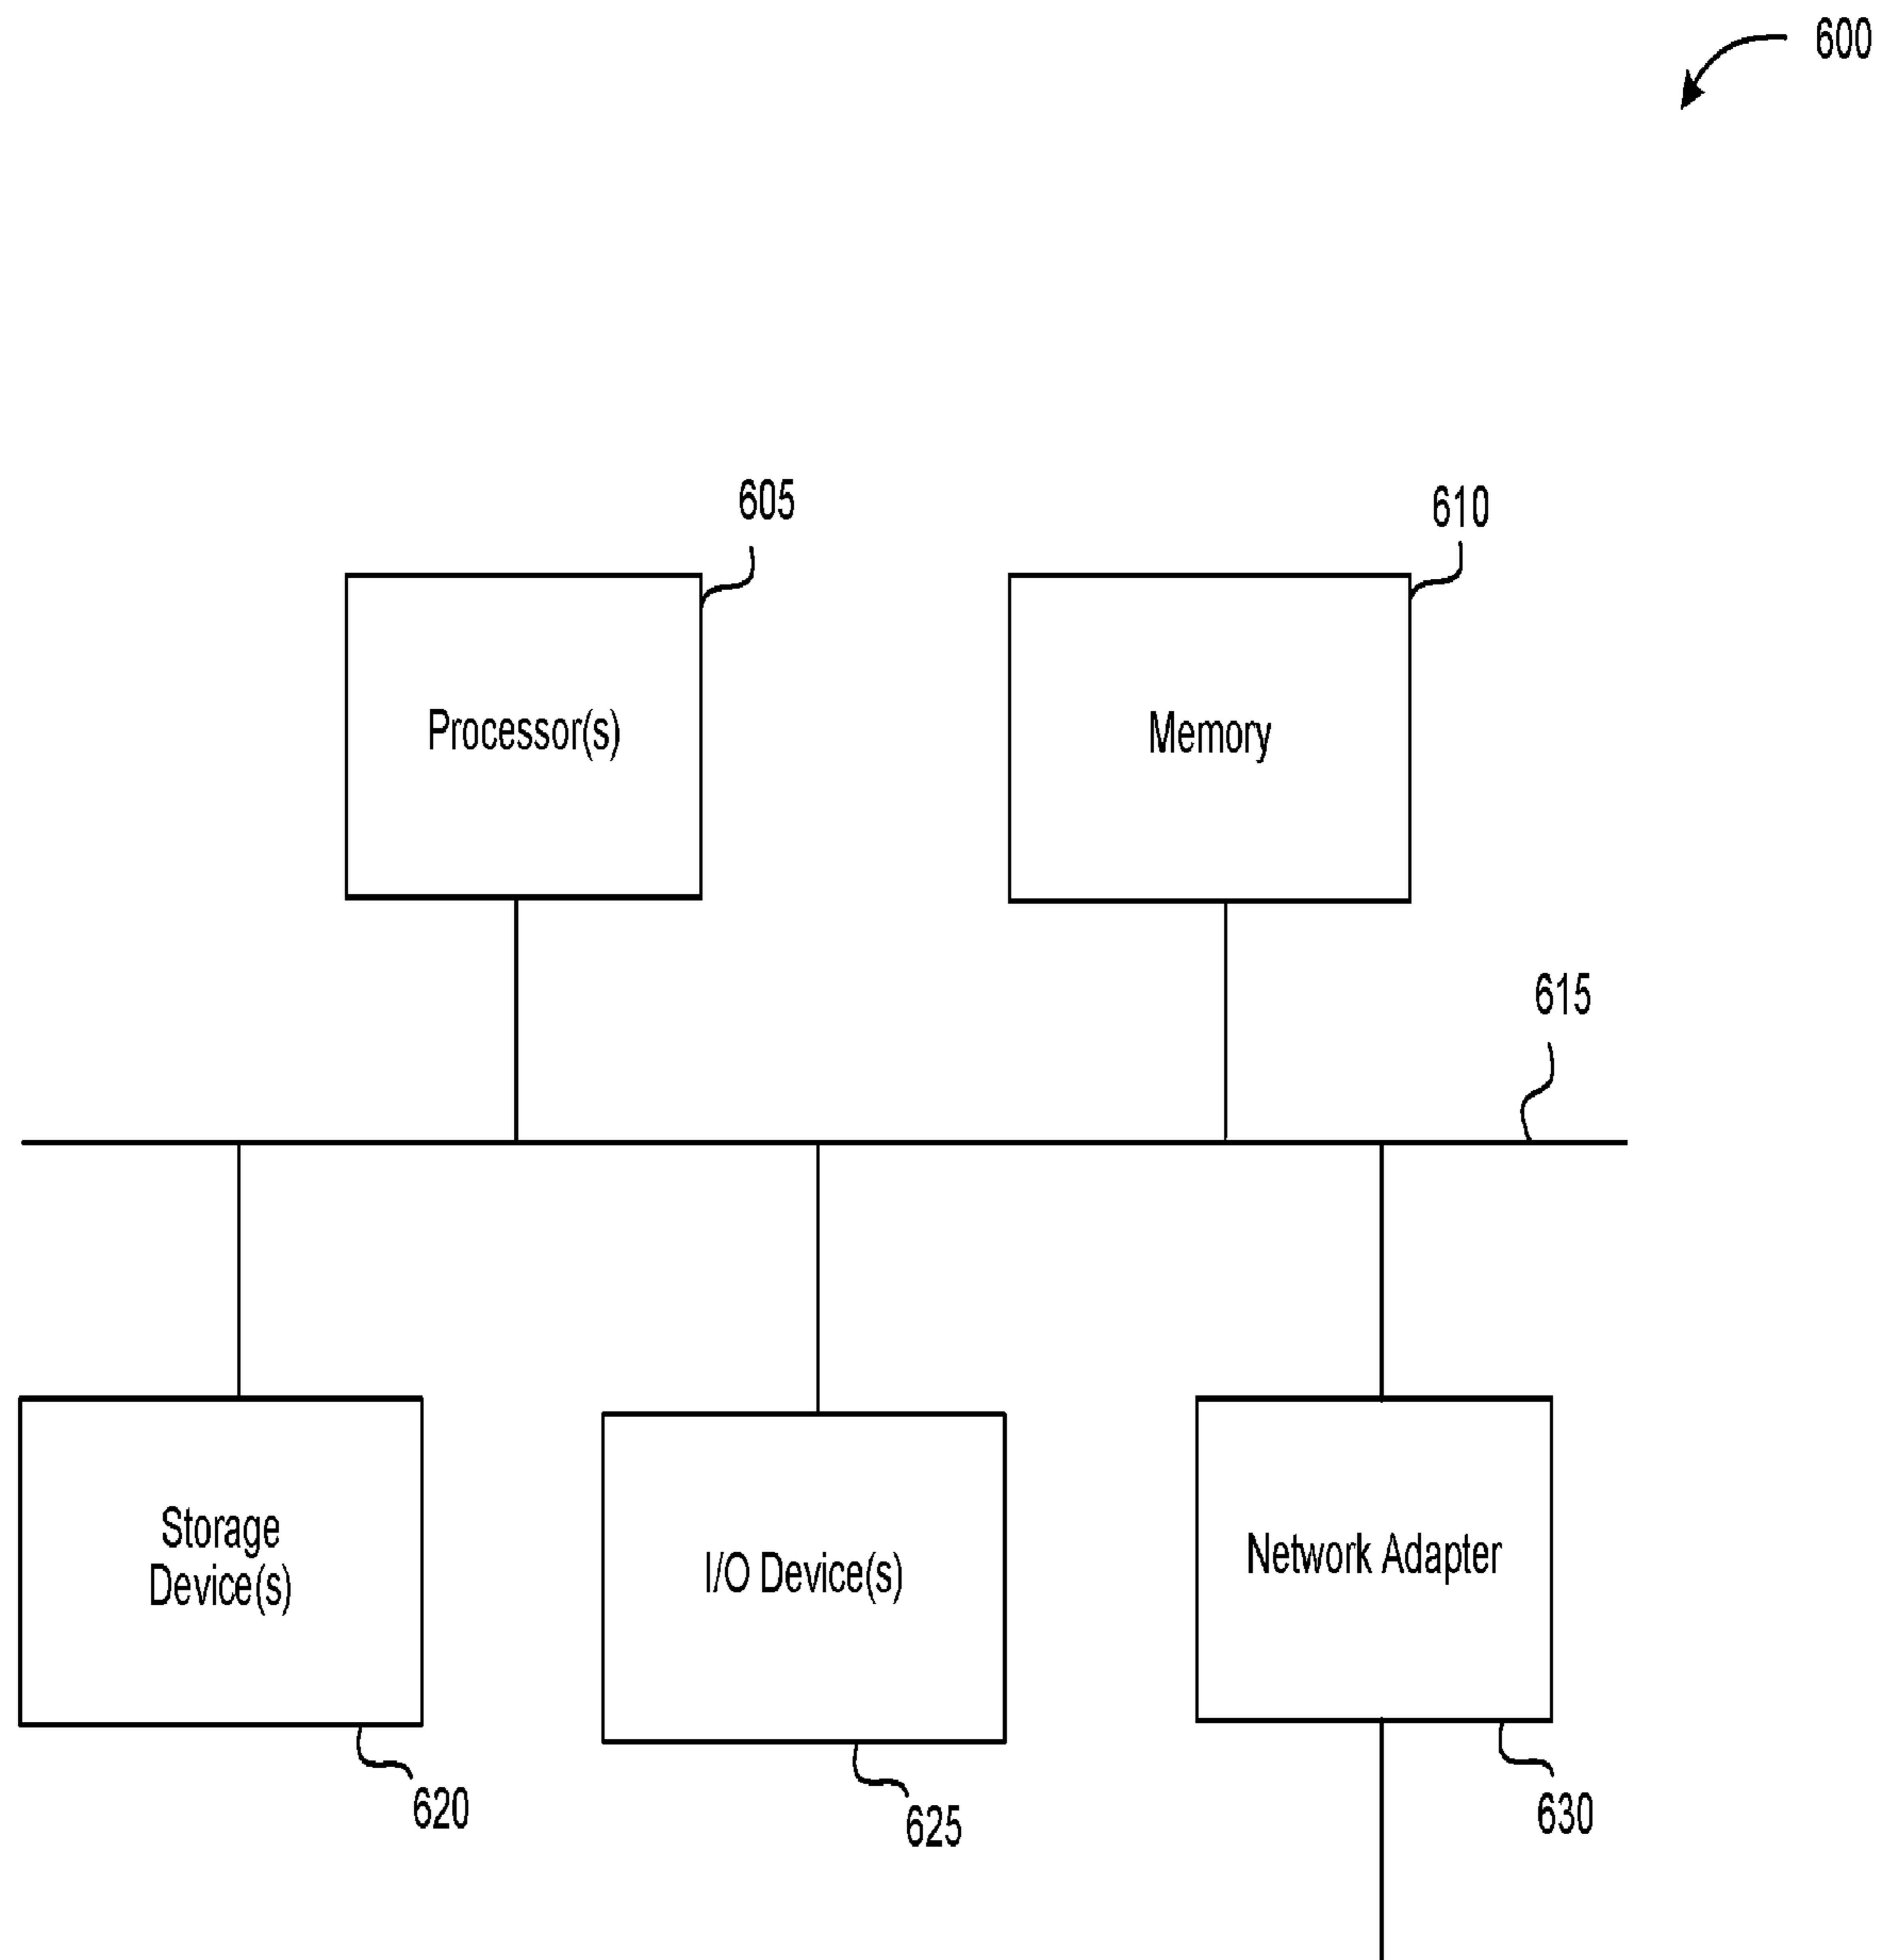 600
605
610
Processor(s)
Memory
615
Storage
Device(s)
I/O Device(s)
Network Adapter
620
625
630